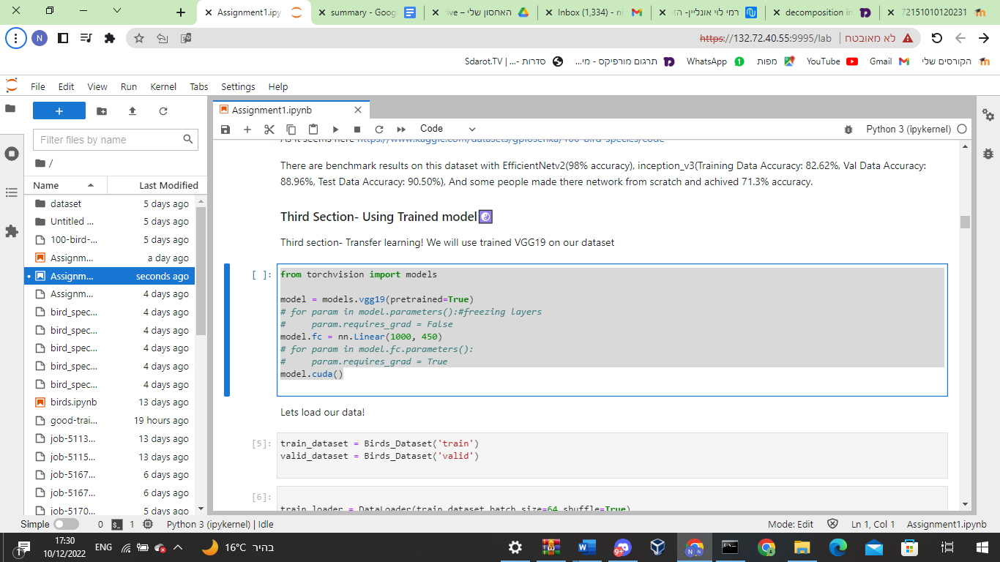 Assignment1.ipy
summary - Goog
האחסון שלי – ive
Inbox (1,334) - ni
רמי לוי אונליין- הז
decomposition in
72151010120231
N
https://132.72.40.55:9995/lab
לא מאובטח
Sdarot.TV | ...- סדרות
תרגום מורפיקס - מי...
WhatsApp
מפות
YouTube
Gmail
הקורסים שלי
File Edit View Run Kernel Tabs Settings Help
+
Filter files by name
/
Name Last Modified
dataset 5 days ago
Untitled ... 5 days ago
100-bird-... 5 days ago
Assignm... a day ago
Assignm... seconds ago
Assignm... 4 days ago
bird_spec... 4 days ago
bird_spec... 4 days ago
bird_spec... 4 days ago
bird_spec... 4 days ago
bird_spec... 4 days ago
birds.ipynb 13 days ago
good-trai... 19 hours ago
job-5113... 13 days ago
job-5115... 13 days ago
job-5167... 6 days ago
job-5167... 6 days ago
job-5170... 5 days ago
Assignment1.ipynb
Code
Python 3 (ipykernel)
As it seems here https://www.kaggle.com/datasets/gpiosenka/100-bird-species/code
There are benchmark results on this dataset with EfficientNetv2(98% accuracy), inception_v3(Training Data Accuracy: 82.62%, Val Data Accuracy:
88.96%, Test Data Accuracy: 90.50%), And some people made there network from scratch and achived 71.3% accuracy.
Third Section- Using Trained model☯
Third section- Transfer learning! We will use trained VGG19 on our dataset
[ ]:
from torchvision import models
model = models.vgg19(pretrained=True)
# for param in model.parameters():#freezing layers
#     param.requires_grad = False
model.fc = nn.Linear(1000, 450)
# for param in model.fc.parameters():
#     param.requires_grad = True
model.cuda()
Lets load our data!
[5]:
train_dataset = Birds_Dataset('train')
valid_dataset = Birds_Dataset('valid')
[6]:
train_loader = DataLoader(train_dataset, batch_size=64, shuffle=True)
Simple 0 1 Python 3 (ipykernel) | Idle
Mode: Edit Ln 1, Col 1 Assignment1.ipynb
1
17:30
10/12/2022
ENG
16°C בהיר
9+